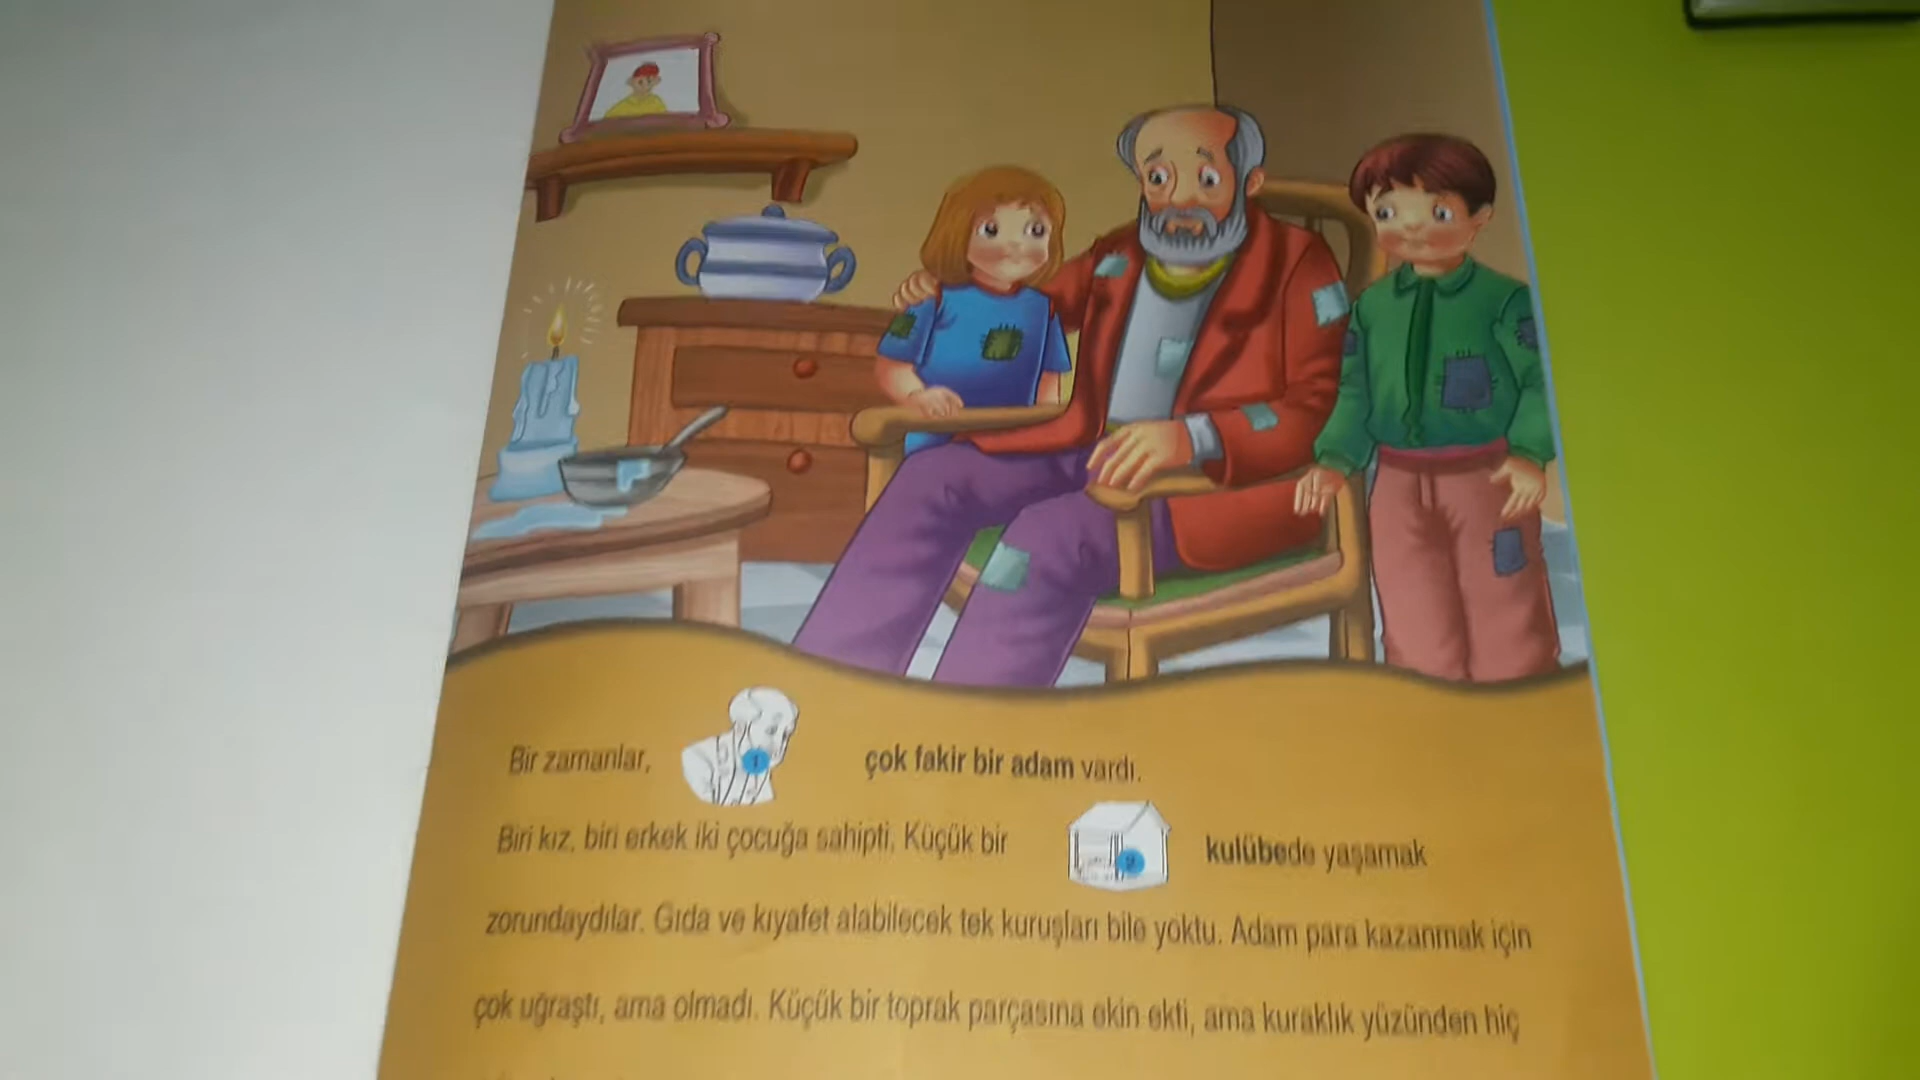 Bir zamanlar, 1 çok fakir bir adam vardı.
Biri kız, biri erkek iki çocuğa sahipti. Küçük bir 2 kulübede yaşamak
zorundaydılar. Gıda ve kıyafet alabilecek tek kuruşları bile yoktu. Adam para kazanmak için
çok uğraştı, ama olmadı. Küçük bir toprak parçasına ekin ekti, ama kuraklık yüzünden hiç